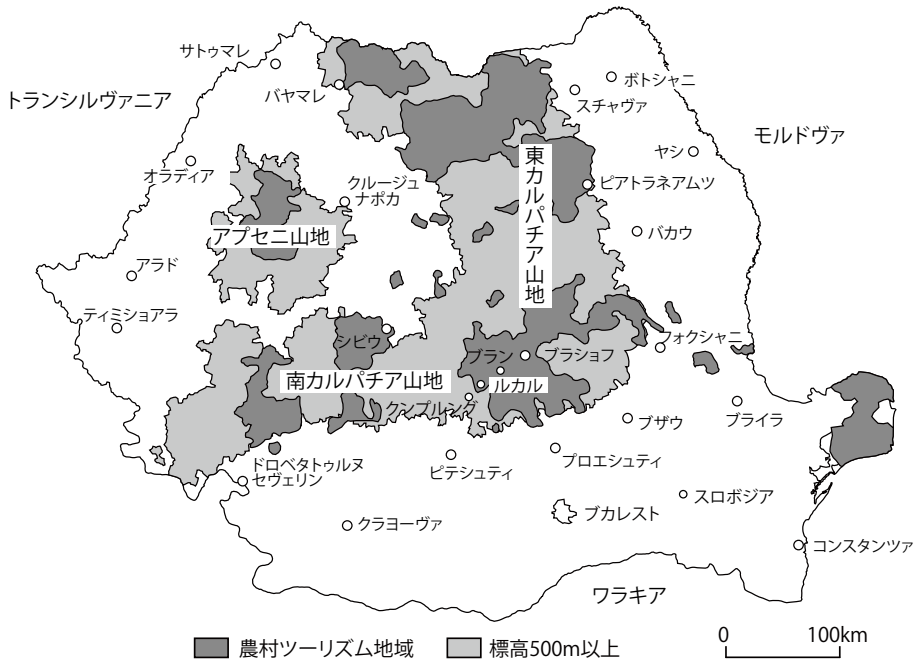 サトゥマレ
ボトシャニ
トランシルヴァニア
バヤマレ
スチャヴァ
モルドヴァ
ヤシ
オラディア
クルージュ
ナポカ
東カルパチア山地
ピアトラネアムツ
アプセニ山地
バカウ
アラド
ティミショアラ
シビウ
ブラン
ブラショフ
フォクシャニ
南カルパチア山地
ルカル
クンプルング
ブザウ
ブライラ
ドロベタトゥルヌ
セヴェリン
ピテシュティ
プロエシュティ
スロボジア
クラヨーヴァ
ブカレスト
コンスタンツァ
ワラキア
農村ツーリズム地域
標高500m以上
0
100km